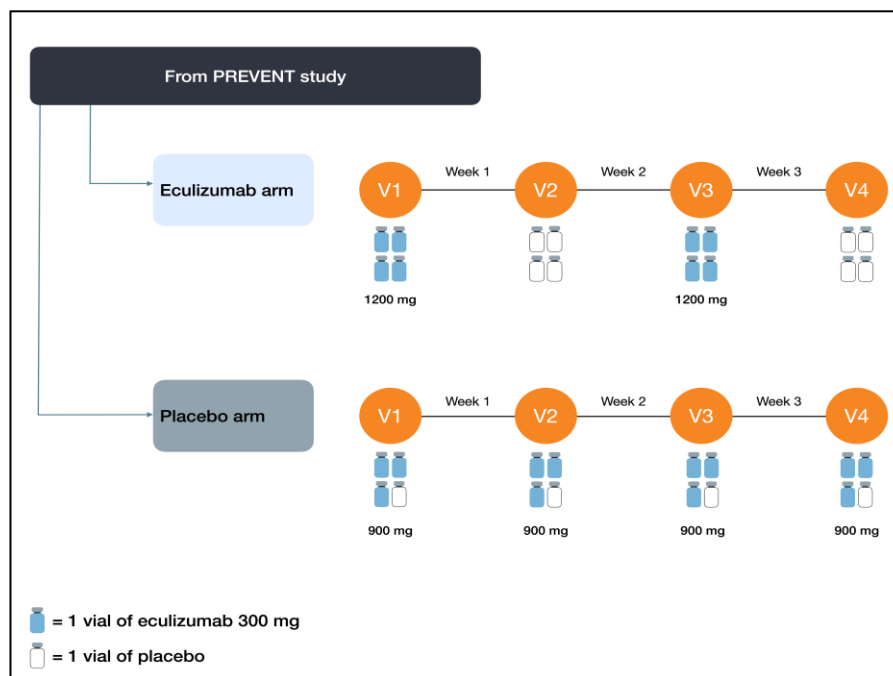 From PREVENT study
Eculizumab arm
V1 Week 1 V2 Week 2 V3 Week 3 V4
1200 mg 1200 mg
Placebo arm
V1 Week 1 V2 Week 2 V3 Week 3 V4
900 mg 900 mg 900 mg 900 mg
= 1 vial of eculizumab 300 mg
= 1 vial of placebo